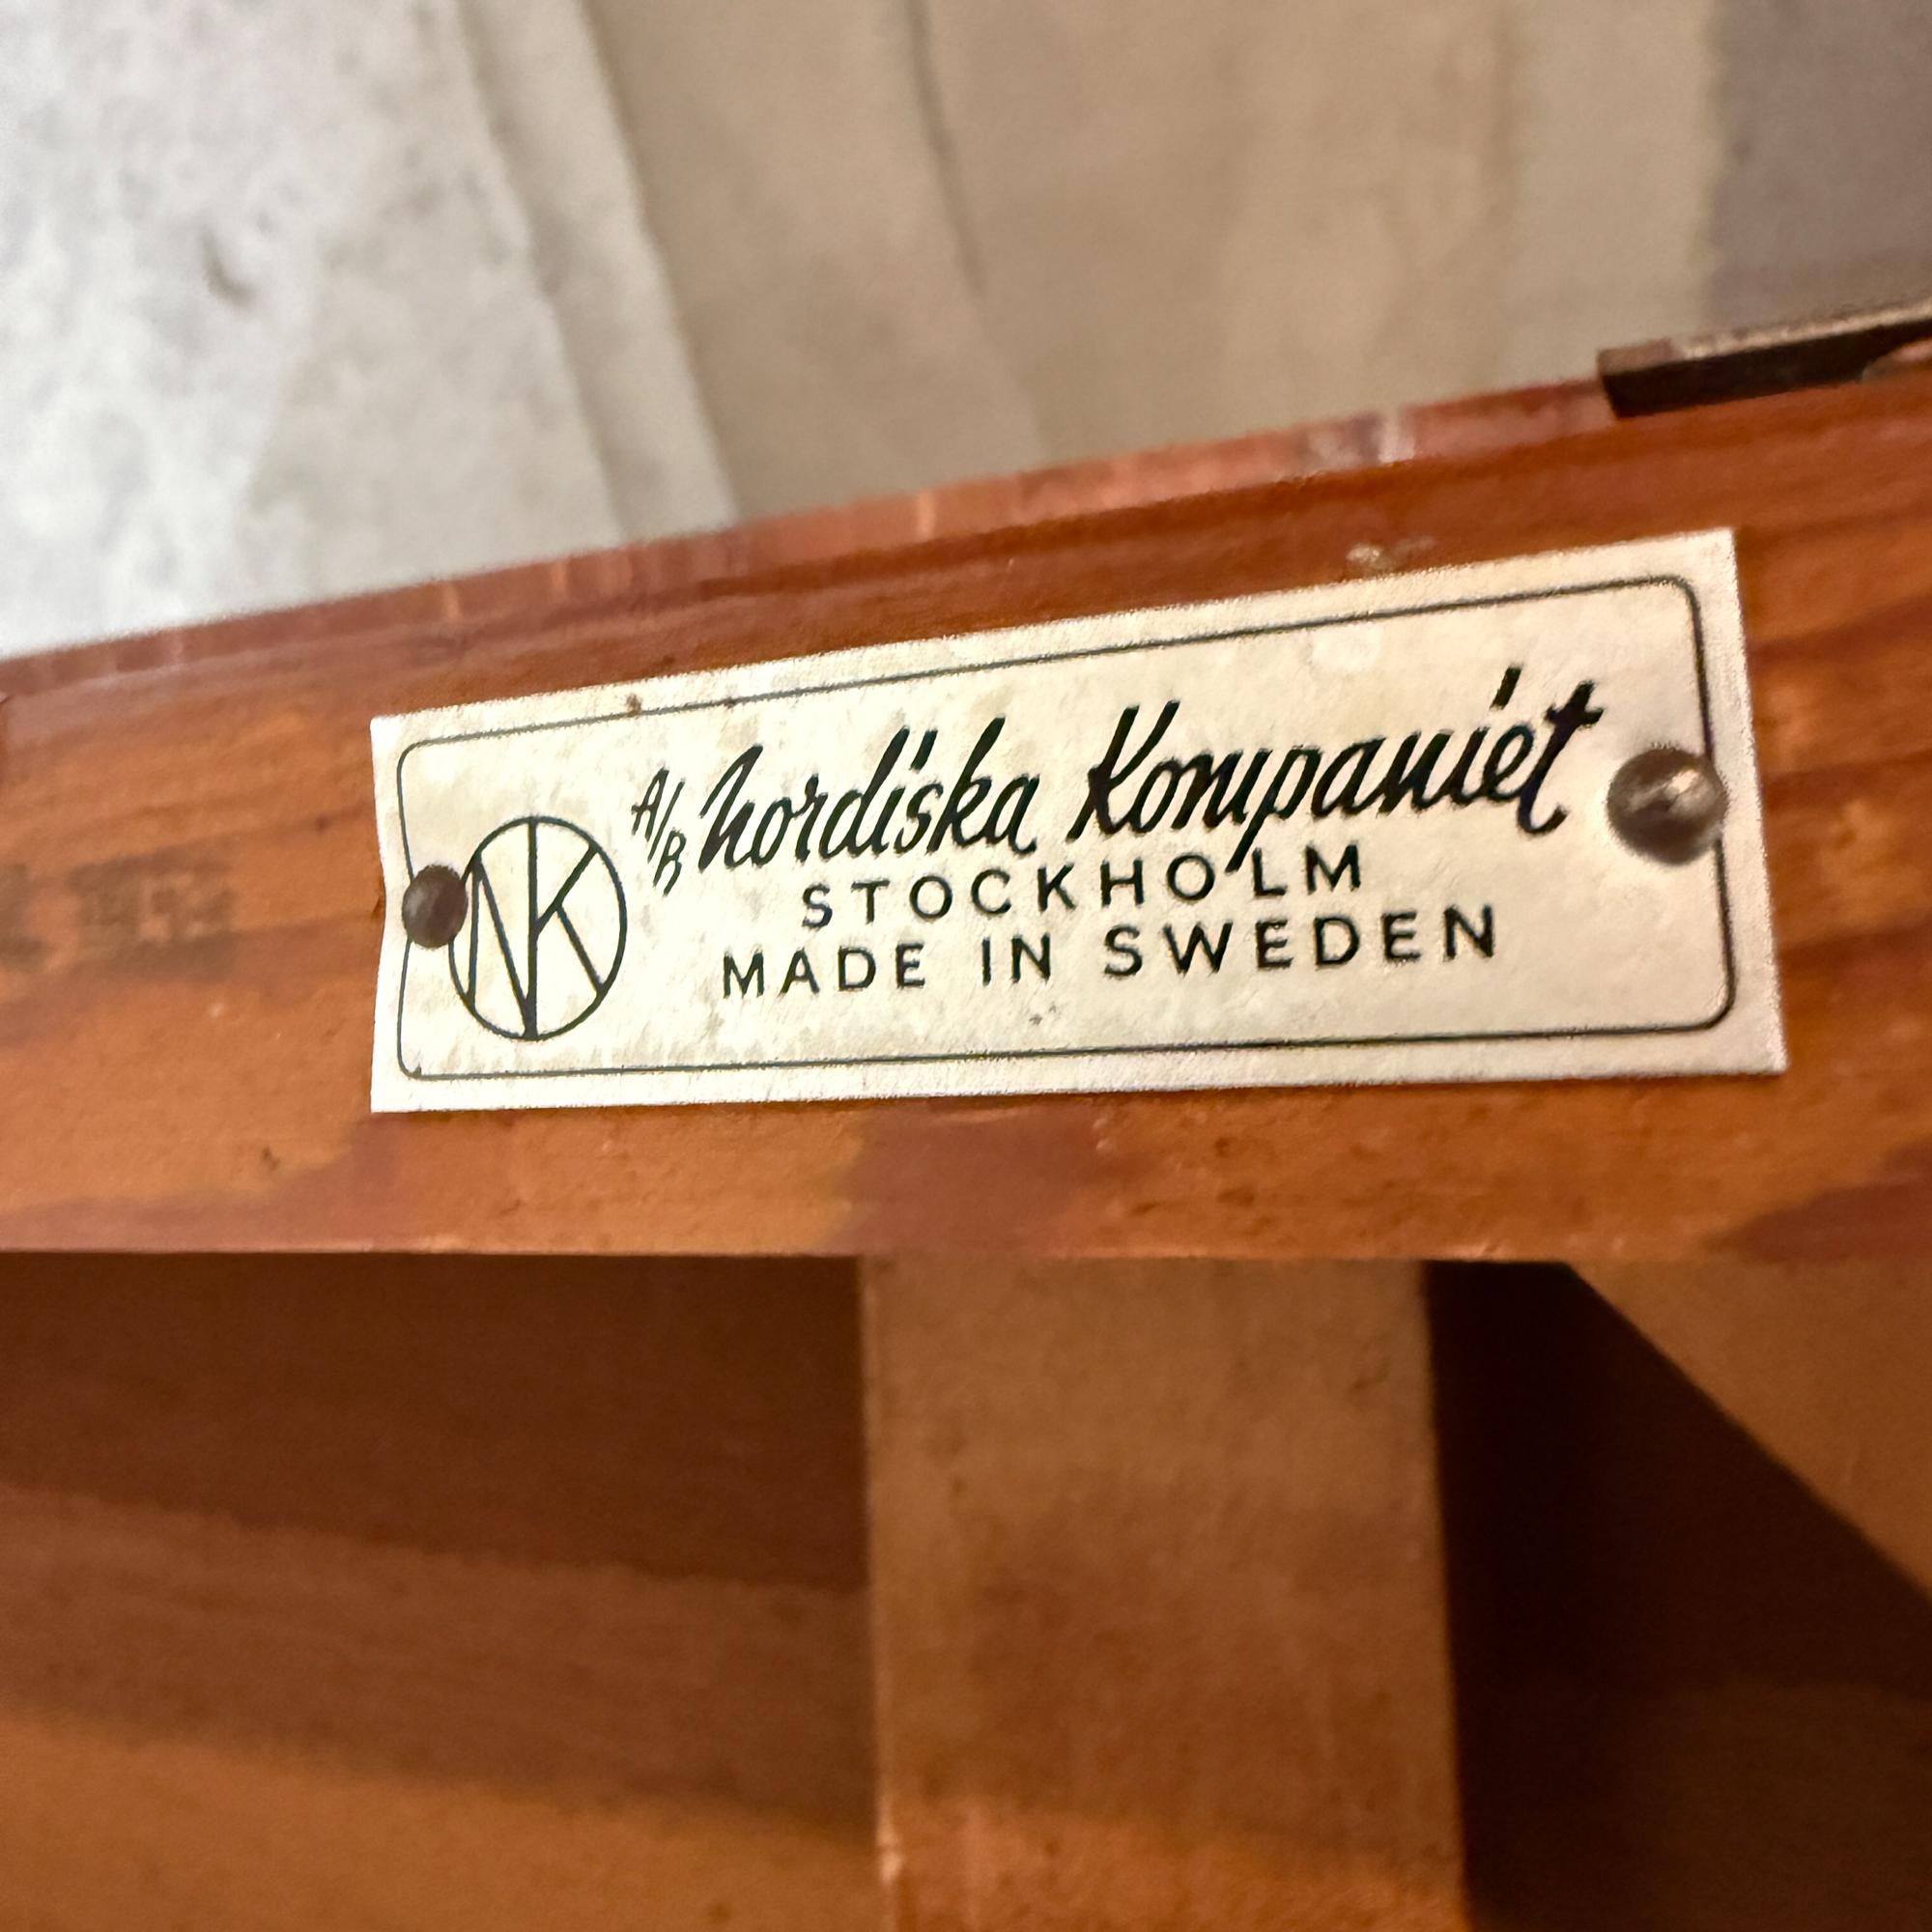 NK
A/B Nordiska Kompaniet
STOCKHOLM
MADE IN SWEDEN